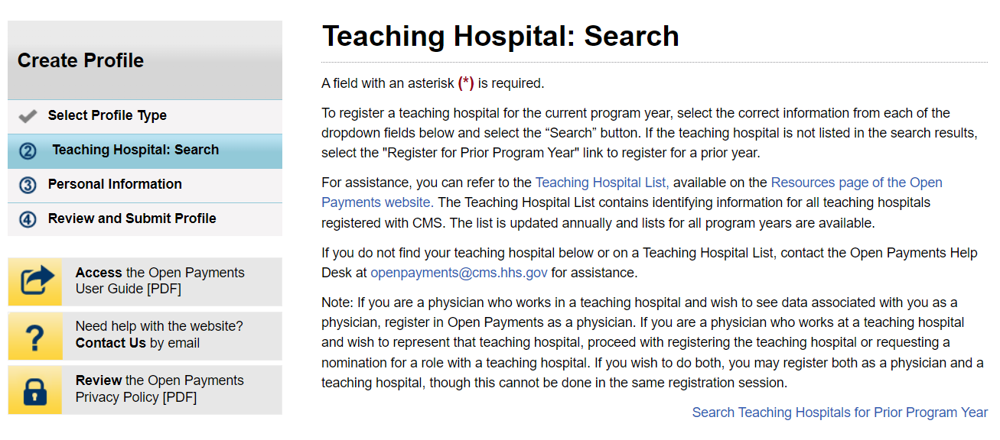 Create Profile
Select Profile Type
2 Teaching Hospital: Search
3 Personal Information
4 Review and Submit Profile
Access the Open Payments
User Guide [PDF]
? Need help with the website?
Contact Us by email
Review the Open Payments
Privacy Policy [PDF]
Teaching Hospital: Search
A field with an asterisk (*) is required.
To register a teaching hospital for the current program year, select the correct information from each of the
dropdown fields below and select the “Search” button. If the teaching hospital is not listed in the search results,
select the "Register for Prior Program Year" link to register for a prior year.
For assistance, you can refer to the Teaching Hospital List, available on the Resources page of the Open
Payments website. The Teaching Hospital List contains identifying information for all teaching hospitals
registered with CMS. The list is updated annually and lists for all program years are available.
If you do not find your teaching hospital below or on a Teaching Hospital List, contact the Open Payments Help
Desk at openpayments@cms.hhs.gov for assistance.
Note: If you are a physician who works in a teaching hospital and wish to see data associated with you as a
physician, register in Open Payments as a physician. If you are a physician who works at a teaching hospital
and wish to represent that teaching hospital, proceed with registering the teaching hospital or requesting a
nomination for a role with a teaching hospital. If you wish to do both, you may register both as a physician and a
teaching hospital, though this cannot be done in the same registration session.
Search Teaching Hospitals for Prior Program Year